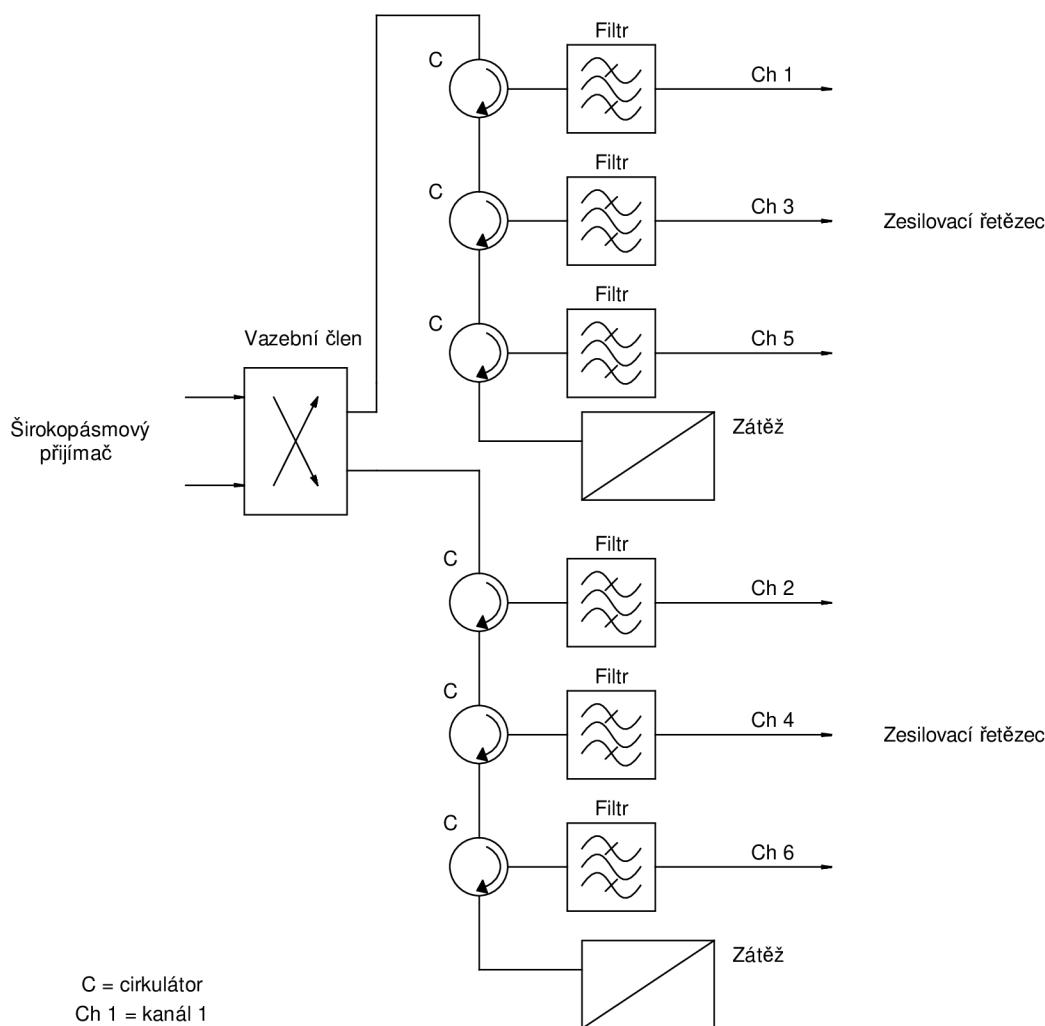 Filtr
C
Ch 1
Filtr
C
Ch 3
Zesilovací řetězec
Filtr
C
Ch 5
Vazební člen
Širokopásmový
přijímač
Zátěž
Filtr
C
Ch 2
Filtr
C
Ch 4
Zesilovací řetězec
Filtr
C
Ch 6
Zátěž
C = cirkulátor
Ch 1 = kanál 1